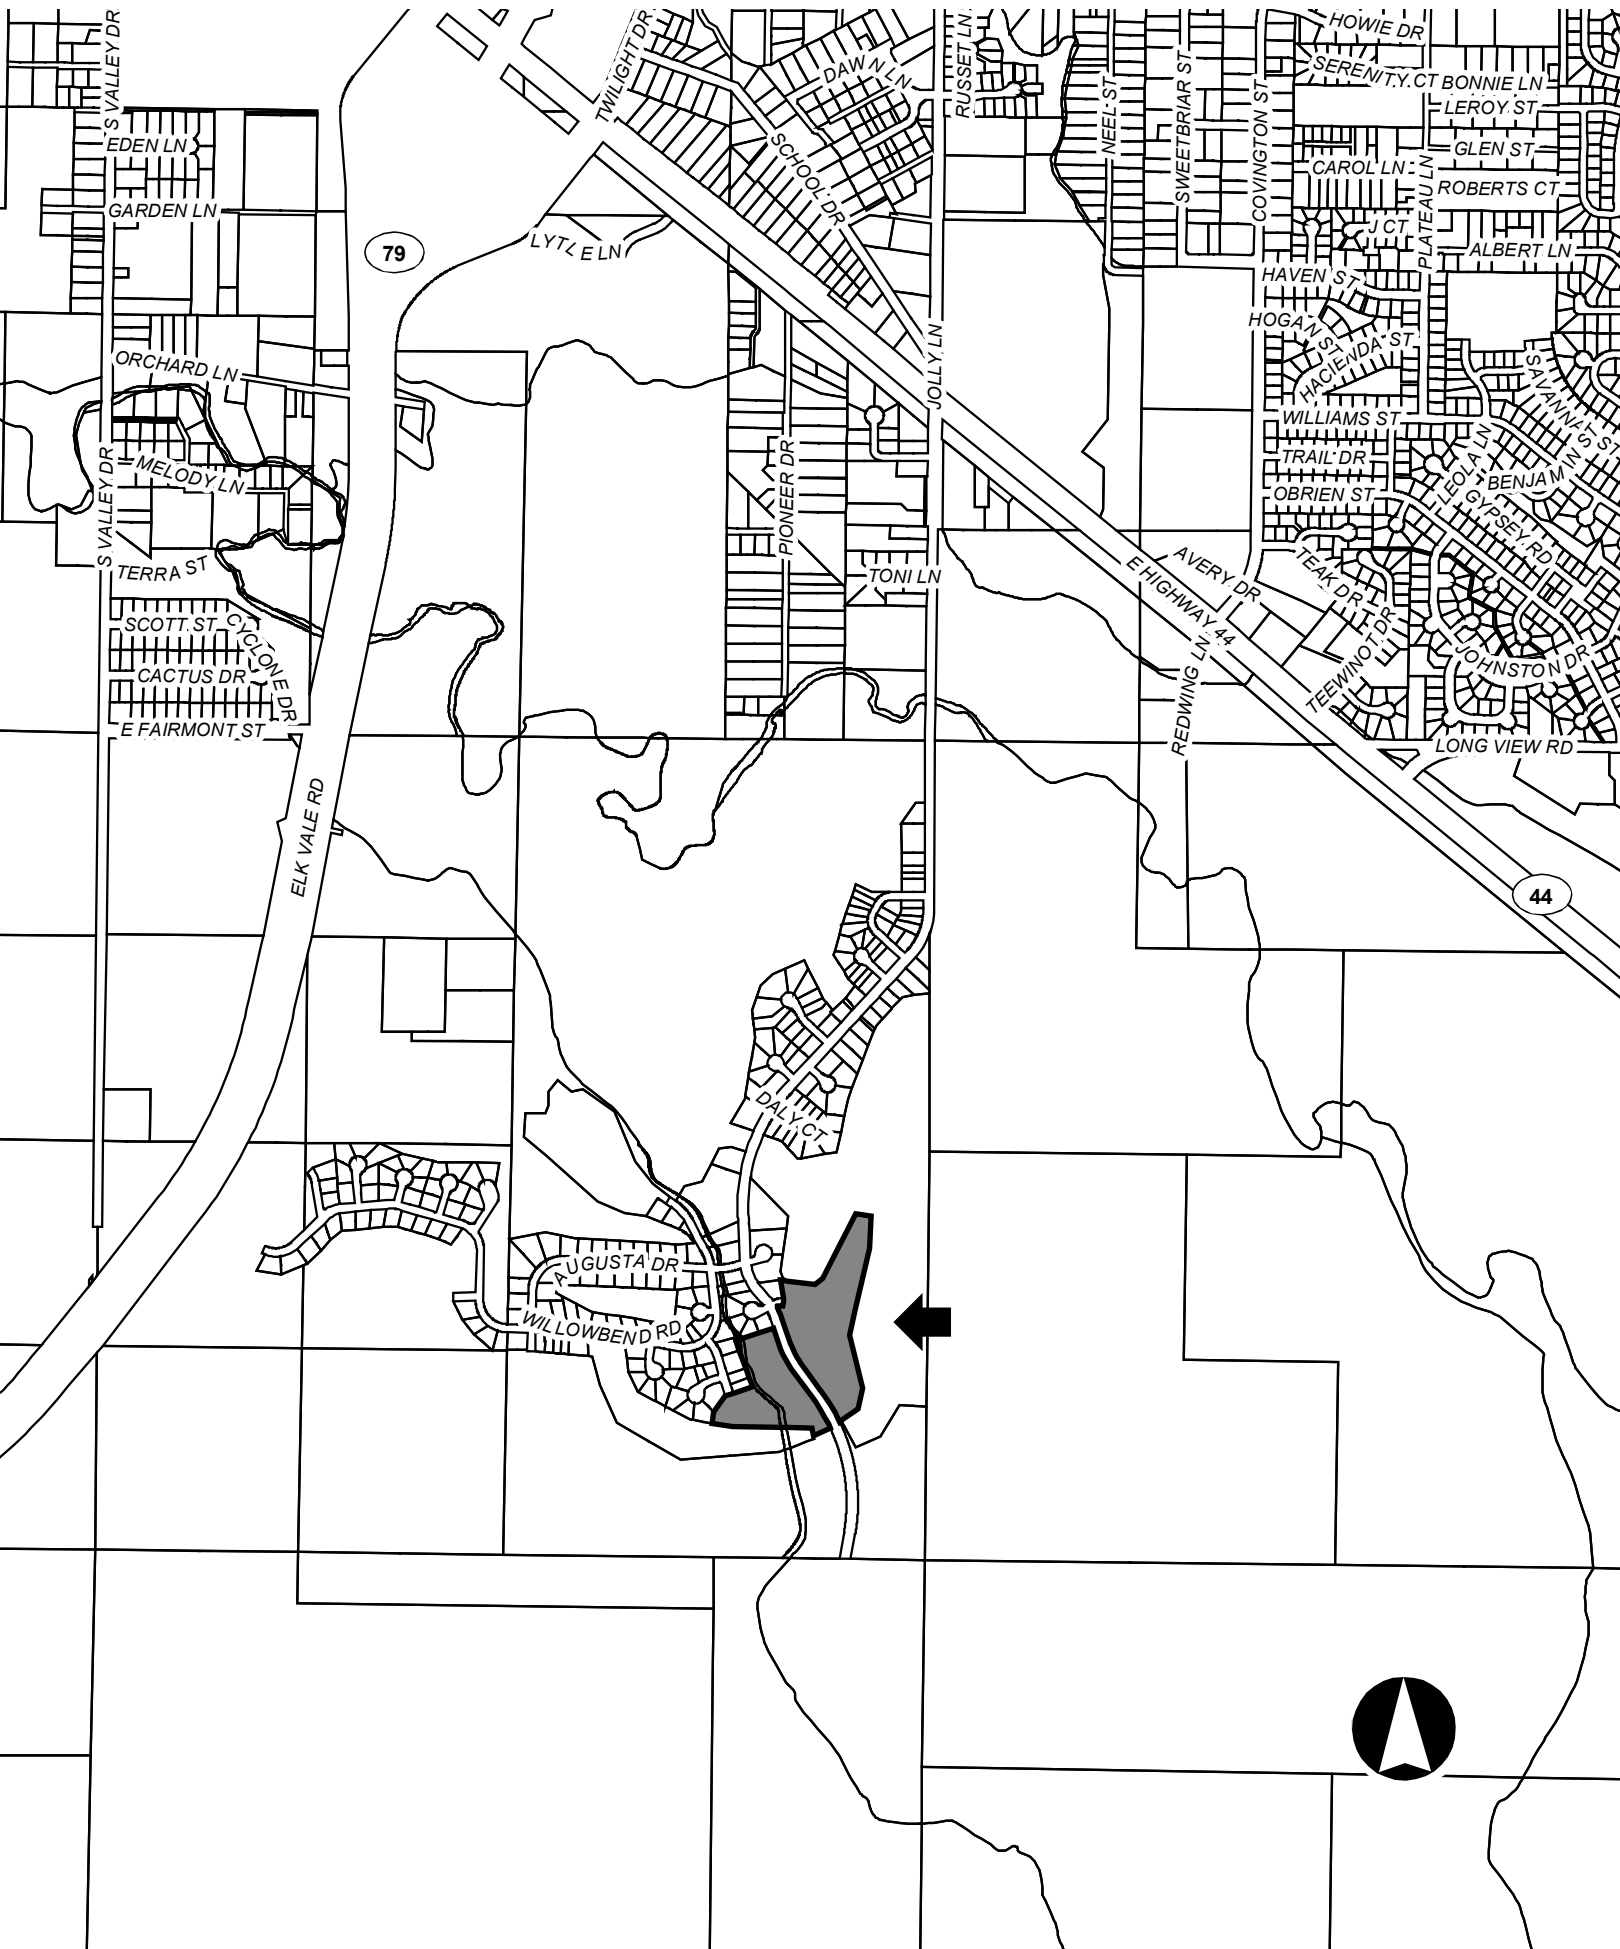 S VALLEY DR
TWILIGHT DR
DAWN LN
RUSSET LN
HOWIE DR
SERENITY CT
BONNIE LN
LEROY ST
EDEN LN
SCHOOL DR
NEEL ST
SWEETBRIAR ST
COVINGTON ST
GLEN ST
CAROL LN
PLATEAU LN
ROBERTS CT
GARDEN LN
J CT
79
LYTLE LN
ALBERT LN
HAVEN ST
HOGAN ST
HACIENDA ST
SAVANNA ST
ORCHARD LN
JOLLY LN
WILLIAMS ST
TRAIL DR
LEOLA LN
BENJAMIN ST
MELODY LN
S VALLEY DR
PIONEER DR
OBRIEN ST
GYPSEY RD
TERRA ST
TONI LN
E HIGHWAY 44
AVERY DR
TEAK DR
SCOTT ST
CYCLONE DR
CACTUS DR
REDWING LN
TEEWINOT DR
JOHNSTON DR
E FAIRMONT ST
LONG VIEW RD
ELK VALE RD
44
DALY CT
AUGUSTA DR
WILLOWBEND RD